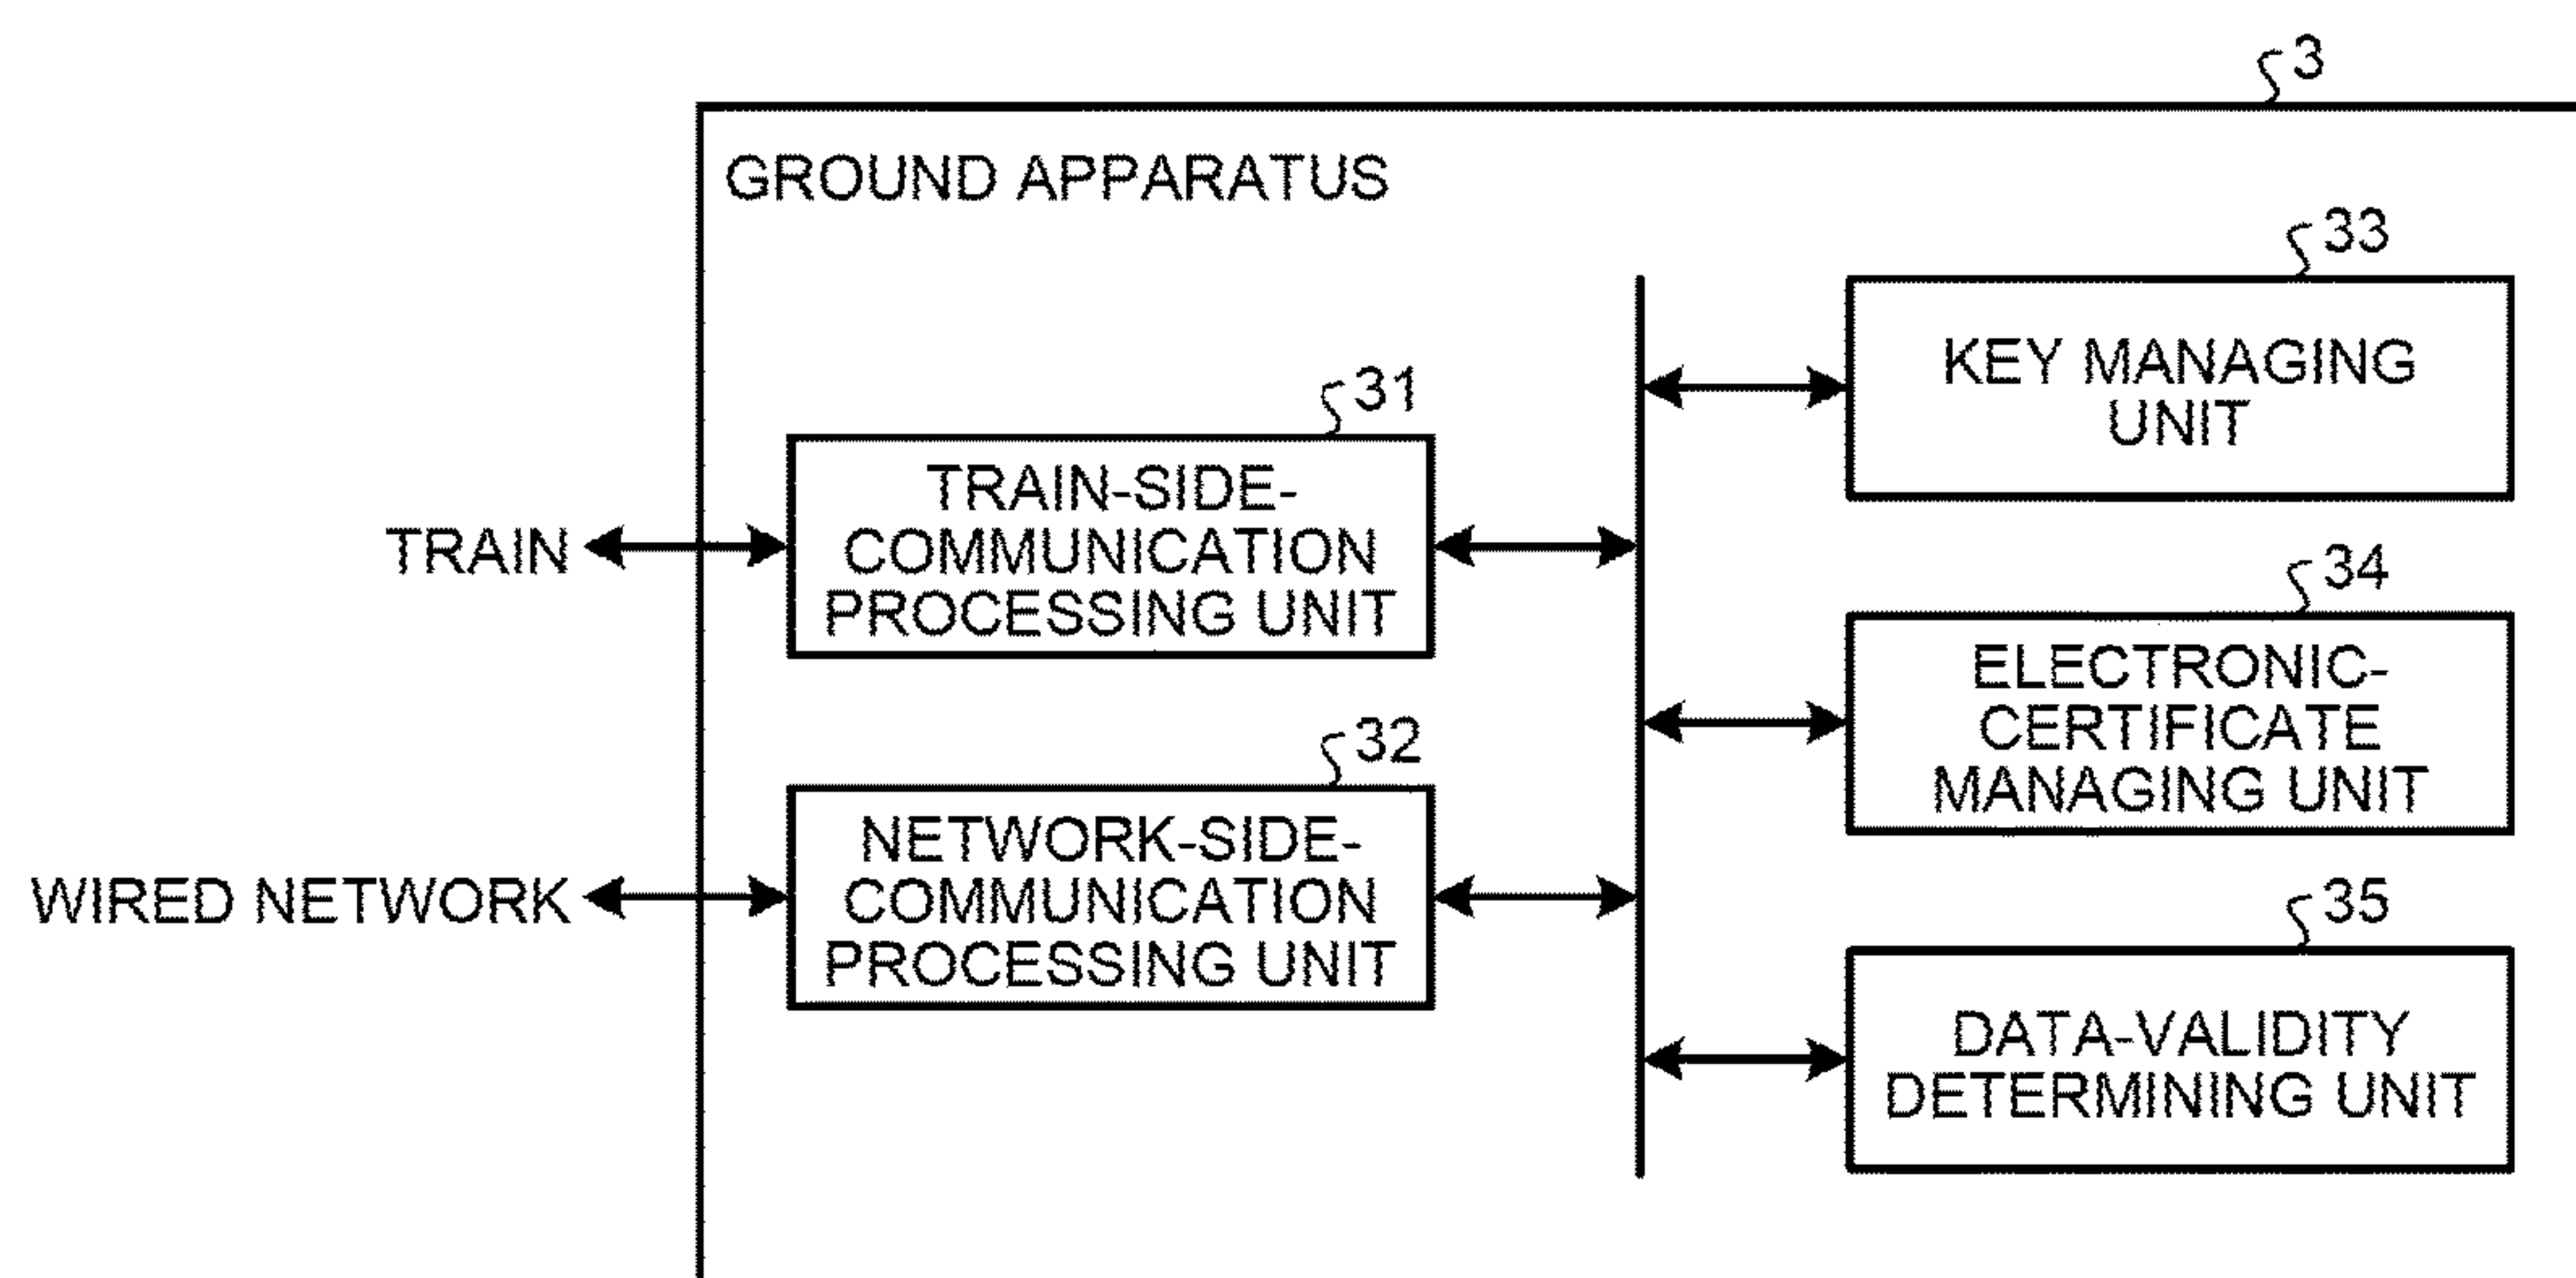 3
GROUND APPARATUS
33
KEY MANAGING
UNIT
31
TRAIN-SIDE-
COMMUNICATION
PROCESSING UNIT
TRAIN
34
ELECTRONIC-
CERTIFICATE
MANAGING UNIT
32
NETWORK-SIDE-
COMMUNICATION
PROCESSING UNIT
WIRED NETWORK
35
DATA-VALIDITY
DETERMINING UNIT